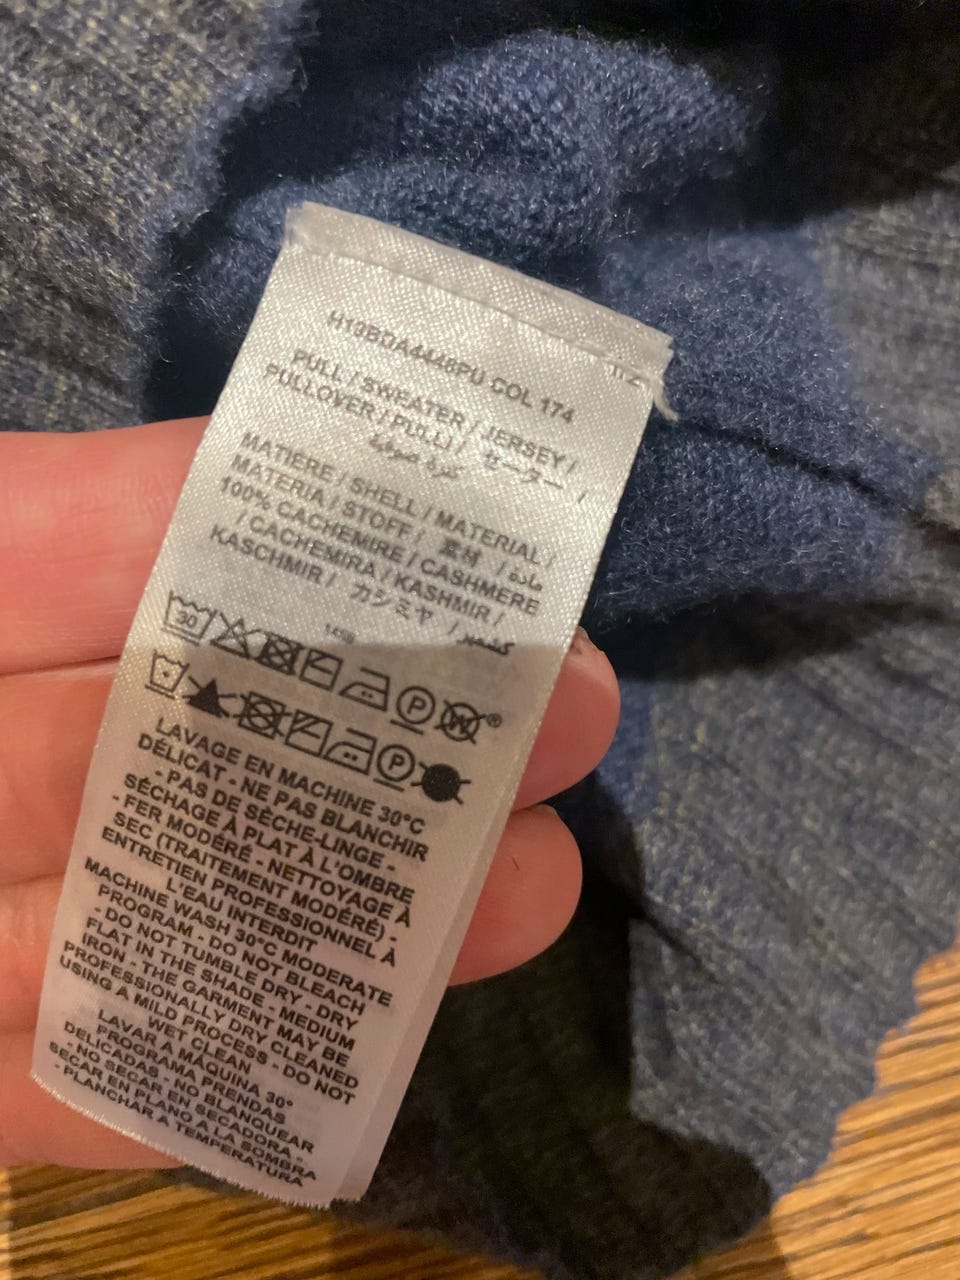 COL 174
PULL / SWEATER / JERSEY /
PULLOVER / PULLI / セーター /
كنزة صوفية
MATIERE / SHELL / MATERIAL /
MATERIA / STOFF / 素材 / مادة
100% CACHEMIRE / CASHMERE
/ CACHEMIRA / KASHMIR /
KASCHMIR / カシミヤ / كشمير
30 P W ®
P
LAVAGE EN MACHINE 30°C
DÉLICAT - NE PAS BLANCHIR
- PAS DE SÈCHE-LINGE -
SÉCHAGE À PLAT À L'OMBRE
- FER MODÉRÉ - NETTOYAGE À
SEC (TRAITEMENT MODÉRÉ) -
ENTRETIEN PROFESSIONNEL À
L'EAU INTERDIT
MACHINE WASH 30°C MODERATE
PROGRAM - DO NOT BLEACH
- DO NOT TUMBLE DRY - DRY
FLAT IN THE SHADE - MEDIUM
IRON - THE GARMENT MAY BE
PROFESSIONALLY DRY CLEANED
USING A MILD PROCESS - DO NOT
WET CLEAN
LAVAR A MÁQUINA 30°
PROGRAMA PRENDAS
DELICADAS - NO BLANDAS
- NO SECAR EN SECADORA -
SECAR EN PLANO A LA SOMBRA
- PLANCHAR A TEMPERATURA